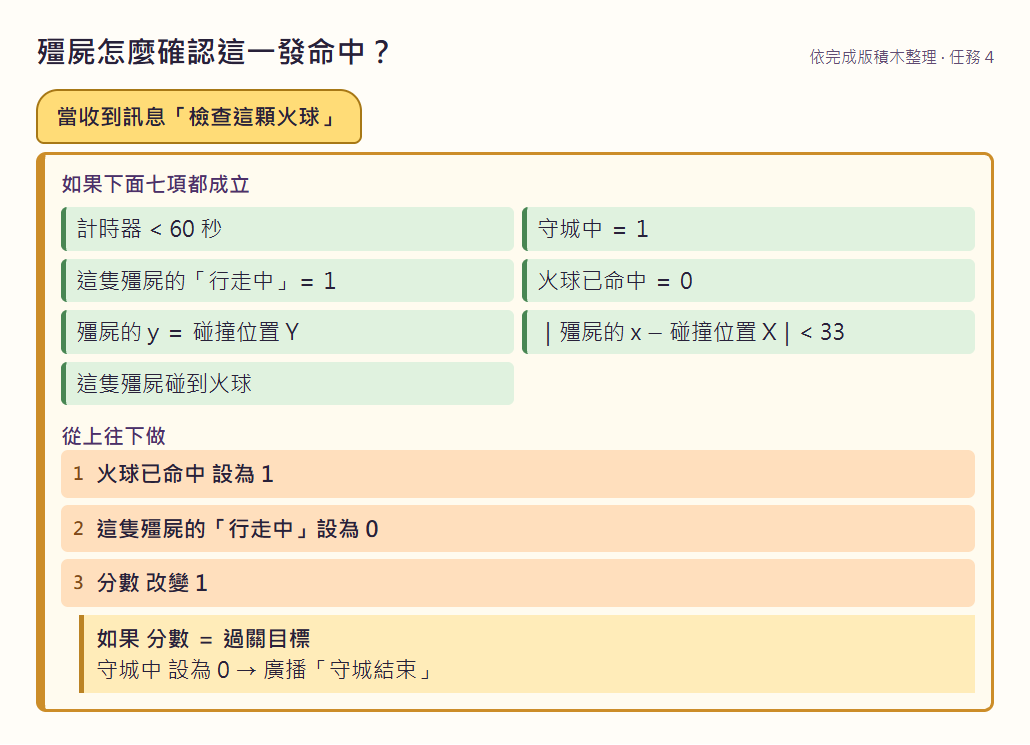 殭屍怎麼確認這一發命中？
依完成版積木整理 · 任務 4
當收到訊息「檢查這顆火球」
如果下面七項都成立
計時器 < 60 秒
守城中 = 1
這隻殭屍的「行走中」= 1
火球已命中 = 0
殭屍的 y = 碰撞位置 Y
｜殭屍的 x − 碰撞位置 X｜< 33
這隻殭屍碰到火球
從上往下做
1 火球已命中 設為 1
2 這隻殭屍的「行走中」設為 0
3 分數 改變 1
如果 分數 = 過關目標
守城中 設為 0 → 廣播「守城結束」